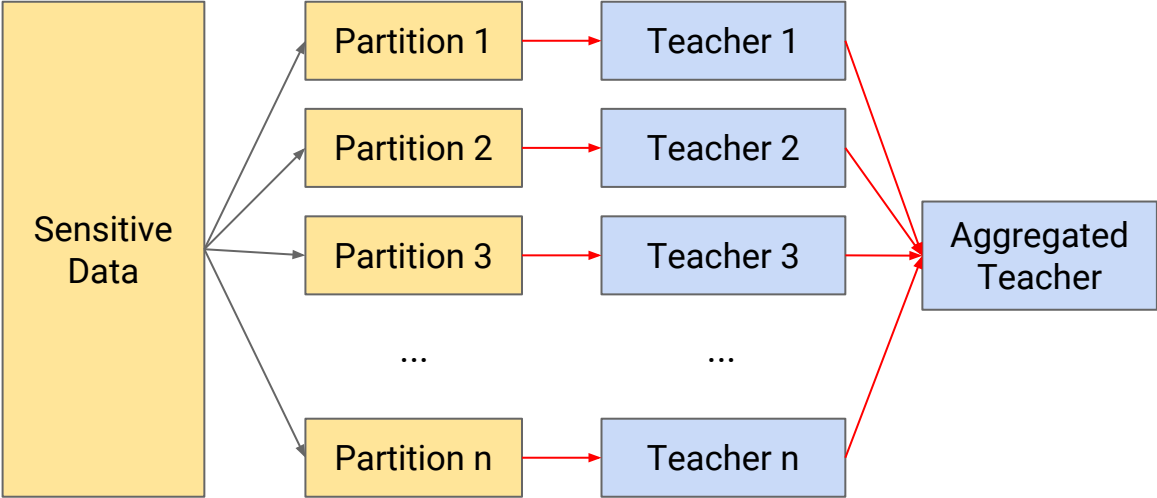 Sensitive
Data
Partition 1
Teacher 1
Partition 2
Teacher 2
Partition 3
Teacher 3
...
...
Partition n
Teacher n
Aggregated
Teacher